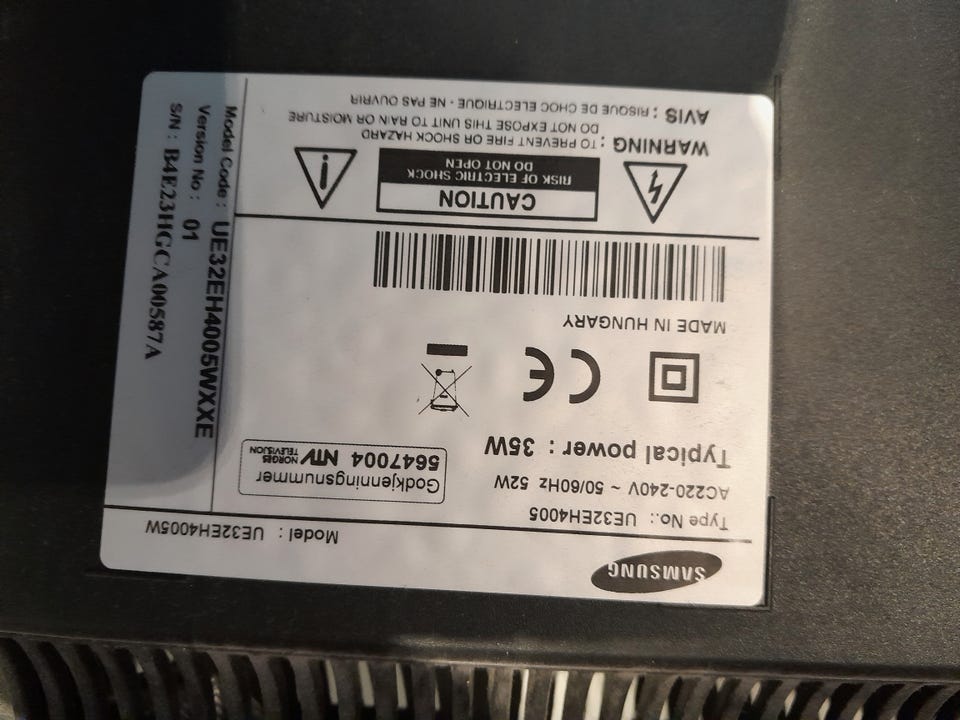 SAMSUNG
Model : UE32EH4005W
Type No.: UE32EH4005
AC220-240V ~ 50/60Hz 52W
Typical power : 35W
Godkjenningsnummer
5647004 NTV NORGES TELEVISJON
CE
MADE IN HUNGARY
CAUTION
RISK OF ELECTRIC SHOCK
DO NOT OPEN
WARNING : TO PREVENT FIRE OR SHOCK HAZARD
DO NOT EXPOSE THIS UNIT TO RAIN OR MOISTURE
AVIS : RISQUE DE CHOC ELECTRIQUE - NE PAS OUVRIR
Model Code : UE32EH4005WXXE
Version No : 01
S/N : B4E23HGCA00587A